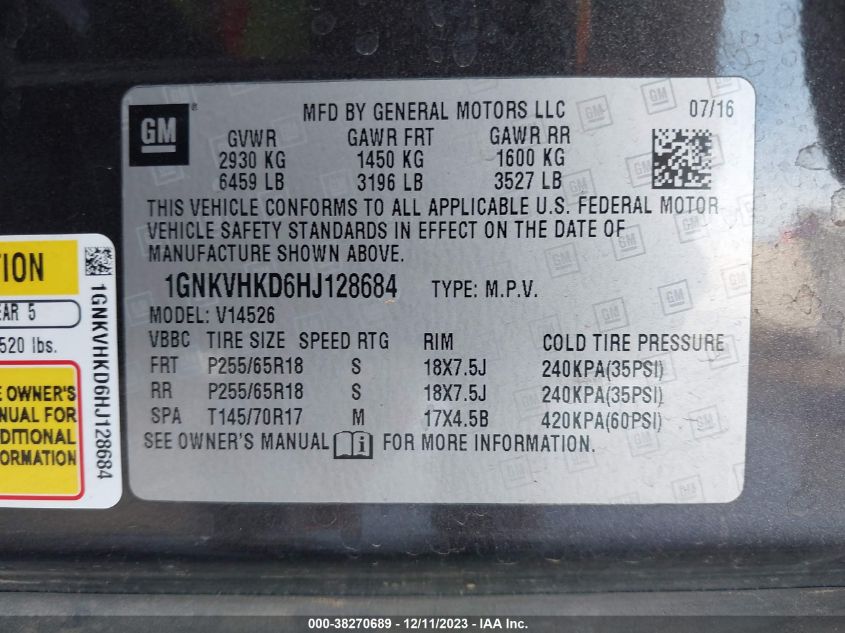 GM
®
MFD BY GENERAL MOTORS LLC 07/16
GVWR GAWR FRT GAWR RR
2930 KG 1450 KG 1600 KG
6459 LB 3196 LB 3527 LB
THIS VEHICLE CONFORMS TO ALL APPLICABLE U.S. FEDERAL MOTOR
VEHICLE SAFETY STANDARDS IN EFFECT ON THE DATE OF
MANUFACTURE SHOWN ABOVE.
1GNKVHKD6HJ128684 TYPE: M.P.V.
MODEL: V14526
VBBC TIRE SIZE SPEED RTG RIM COLD TIRE PRESSURE
FRT P255/65R18 S 18X7.5J 240KPA(35PSI)
RR P255/65R18 S 18X7.5J 240KPA(35PSI)
SPA T145/70R17 M 17X4.5B 420KPA(60PSI)
SEE OWNER'S MANUAL FOR MORE INFORMATION.
TION
EAR 5
520 lbs.
E OWNER'S
NUAL FOR
DDITIONAL
FORMATION
1GNKVHKD6HJ128684
000-38270689 - 12/11/2023 - IAA Inc.